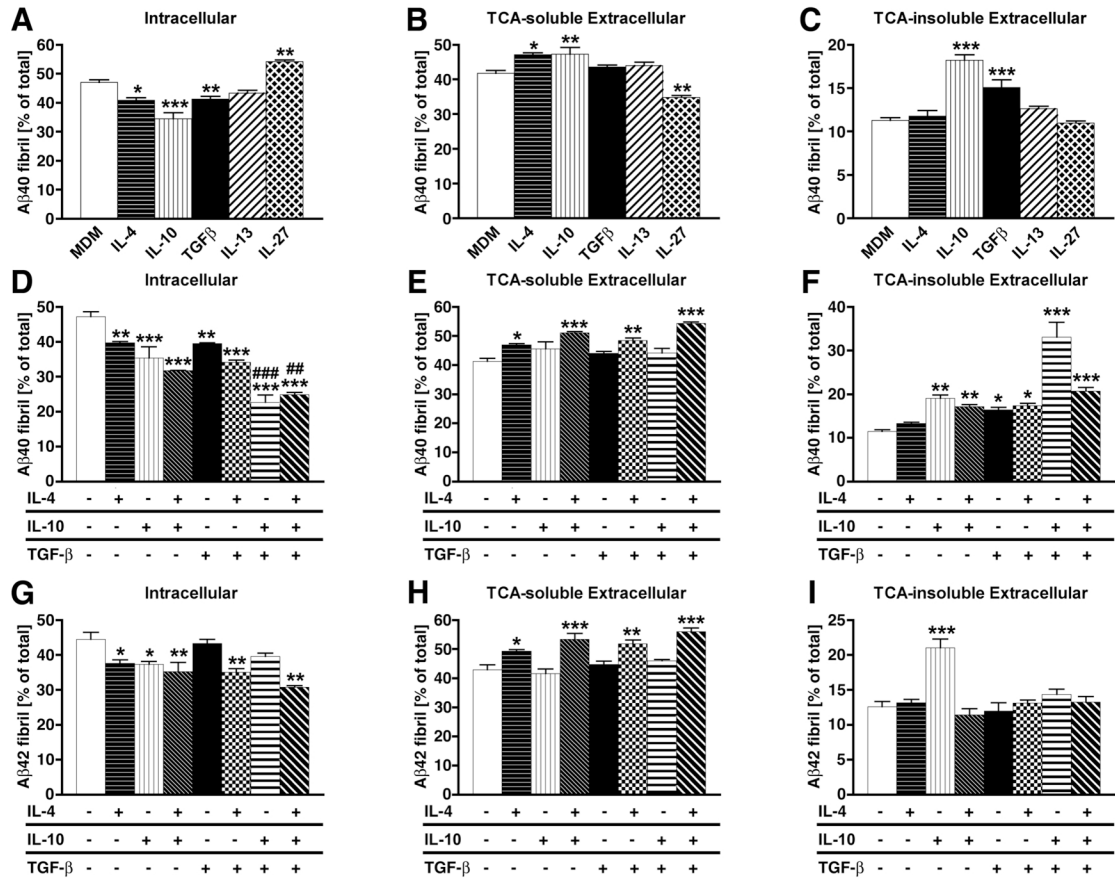 A Intracellular
Aβ40 fibril [% of total]
60
50
40
30
20
10
0
* *** ** **
MDM IL-4 IL-10 TGFβ IL-13 IL-27
B TCA-soluble Extracellular
Aβ40 fibril [% of total]
50
40
30
20
10
0
* ** **
MDM IL-4 IL-10 TGFβ IL-13 IL-27
C TCA-insoluble Extracellular
Aβ40 fibril [% of total]
20
15
10
5
0
*** ***
MDM IL-4 IL-10 TGFβ IL-13 IL-27
D Intracellular
Aβ40 fibril [% of total]
50
40
30
20
10
0
### ##
** *** *** ** *** *** ***
IL-4 - + - + - + - +
IL-10 - - + + - - + +
TGF-β - - - - + + + +
E TCA-soluble Extracellular
Aβ40 fibril [% of total]
60
50
40
30
20
10
0
* *** ** ***
IL-4 - + - + - + - +
IL-10 - - + + - - + +
TGF-β - - - - + + + +
F TCA-insoluble Extracellular
Aβ40 fibril [% of total]
40
30
20
10
0
** ** * * *** ***
IL-4 - + - + - + - +
IL-10 - - + + - - + +
TGF-β - - - - + + + +
G Intracellular
Aβ42 fibril [% of total]
50
40
30
20
10
0
* * ** ** **
IL-4 - + - + - + - +
IL-10 - - + + - - + +
TGF-β - - - - + + + +
H TCA-soluble Extracellular
Aβ42 fibril [% of total]
60
50
40
30
20
10
0
* *** ** ***
IL-4 - + - + - + - +
IL-10 - - + + - - + +
TGF-β - - - - + + + +
I TCA-insoluble Extracellular
Aβ42 fibril [% of total]
25
20
15
10
5
0
***
IL-4 - + - + - + - +
IL-10 - - + + - - + +
TGF-β - - - - + + + +